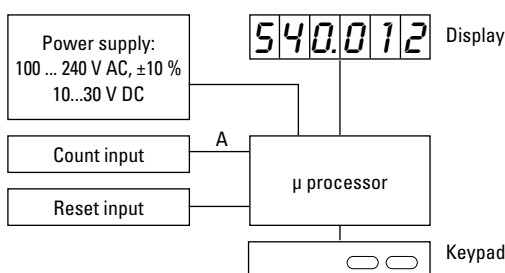 Power supply:
100 ... 240 V AC, ±10 %
10...30 V DC
540.012
Display
Count input
A
µ processor
Reset input
Keypad